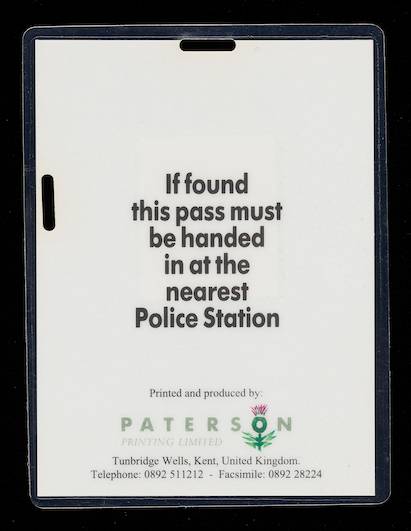 If found
this pass must
be handed
in at the
nearest
Police Station
Printed and produced by:
PATERSON
PRINTING LIMITED
Tunbridge Wells, Kent, United Kingdom.
Telephone: 0892 511212 - Facsimile: 0892 28224